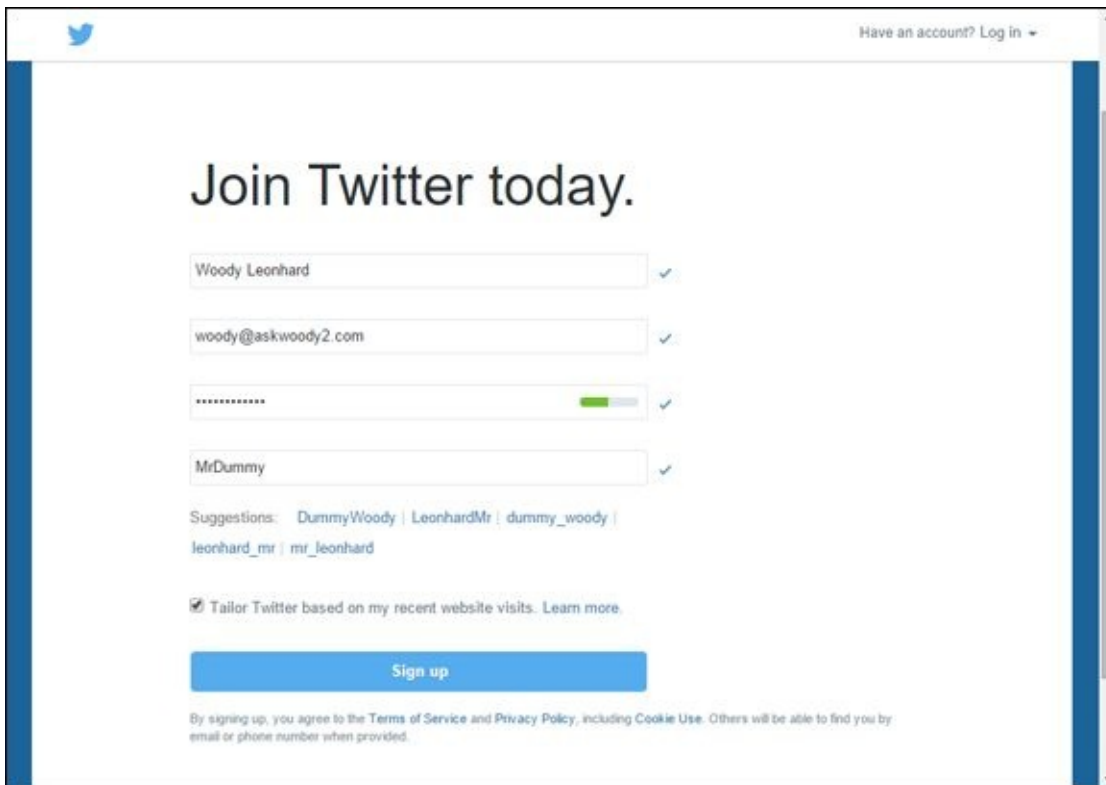 Have an account? Log in
Join Twitter today.
Woody Leonhard
woody@askwoody2.com
••••••••••••
MrDummy
Suggestions: DummyWoody | LeonhardMr | dummy_woody |
leonhard_mr | mr_leonhard
Tailor Twitter based on my recent website visits. Learn more.
Sign up
By signing up, you agree to the Terms of Service and Privacy Policy, including Cookie Use. Others will be able to find you by
email or phone number when provided.